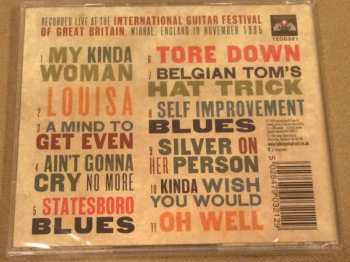 RECORDED LIVE AT THE INTERNATIONAL GUITAR FESTIVAL
OF GREAT BRITAIN, WIRRAL, ENGLAND IN NOVEMBER 1995
1 MY KINDA
WOMAN
2 LOUISA
3 A MIND TO
GET EVEN
4 AIN'T GONNA
CRY NO MORE
5 STATESBORO
BLUES
6 TORE DOWN
7 BELGIAN TOM'S
HAT TRICK
8 SELF IMPROVEMENT
BLUES
9 SILVER ON
HER PERSON
10 KINDA WISH
YOU WOULD
11 OH WELL